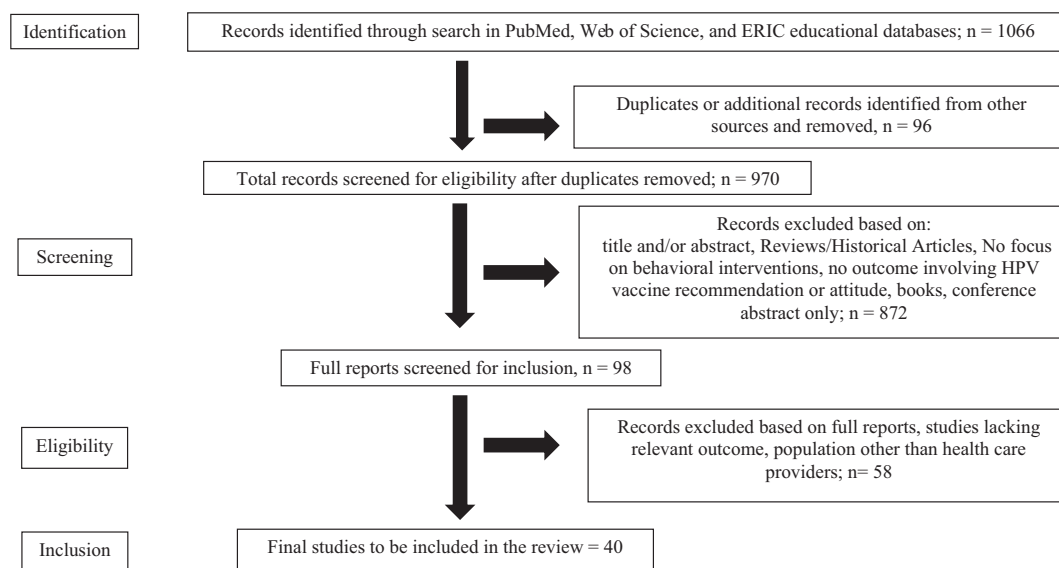 Identification
Records identified through search in PubMed, Web of Science, and ERIC educational databases; n = 1066
Duplicates or additional records identified from other
sources and removed, n = 96
Total records screened for eligibility after duplicates removed; n = 970
Screening
Records excluded based on:
title and/or abstract, Reviews/Historical Articles, No focus
on behavioral interventions, no outcome involving HPV
vaccine recommendation or attitude, books, conference
abstract only; n = 872
Full reports screened for inclusion, n = 98
Eligibility
Records excluded based on full reports, studies lacking
relevant outcome, population other than health care
providers; n= 58
Inclusion
Final studies to be included in the review = 40